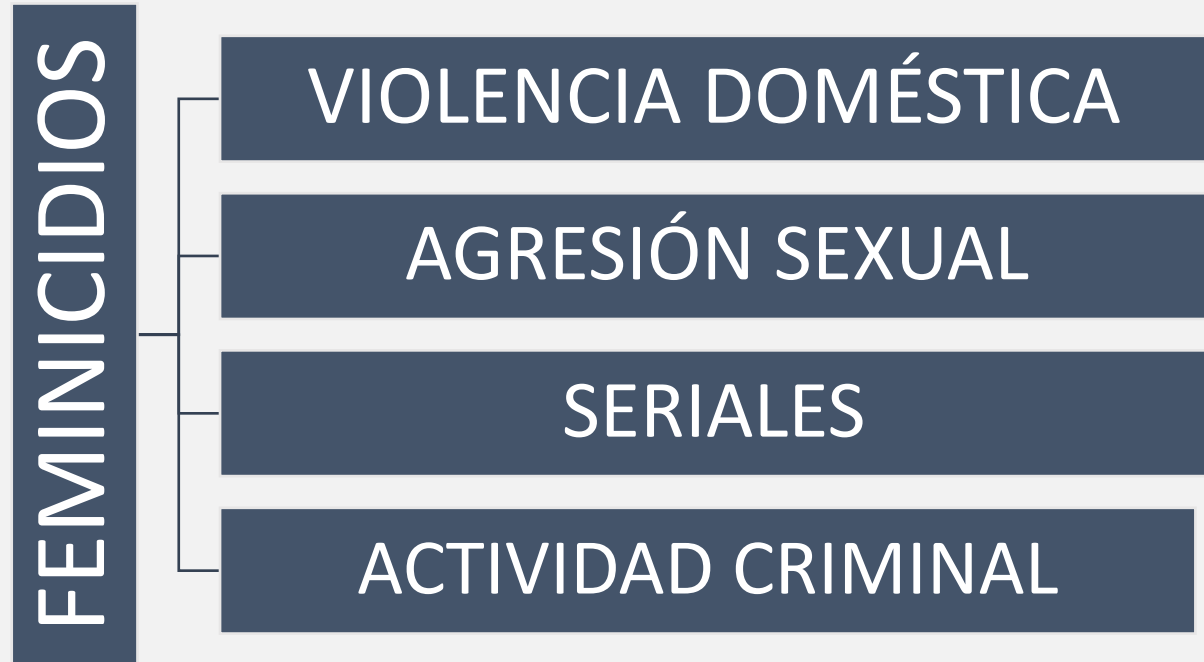 FEMINICIDIOS
VIOLENCIA DOMÉSTICA
AGRESIÓN SEXUAL
SERIALES
ACTIVIDAD CRIMINAL